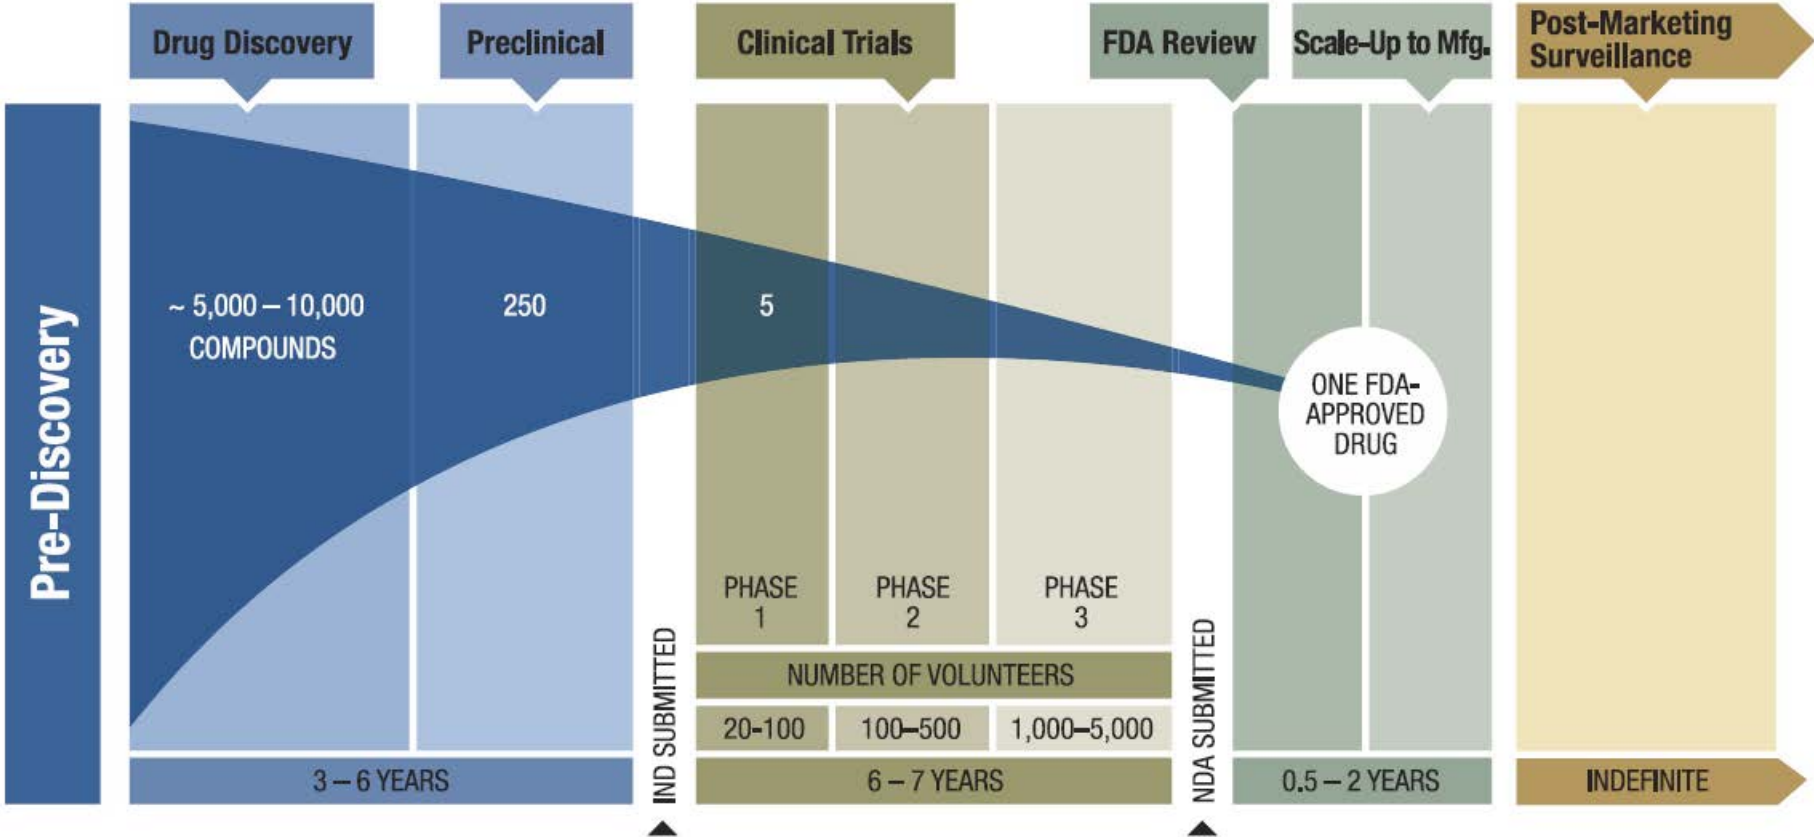 Drug Discovery
Preclinical
Clinical Trials
FDA Review
Scale-Up to Mfg.
Post-Marketing
Surveillance
Pre-Discovery
~ 5,000 – 10,000
COMPOUNDS
250
5
ONE FDA-
APPROVED
DRUG
PHASE
1
PHASE
2
PHASE
3
NUMBER OF VOLUNTEERS
20-100
100–500
1,000–5,000
IND SUBMITTED
NDA SUBMITTED
3 – 6 YEARS
6 – 7 YEARS
0.5 – 2 YEARS
INDEFINITE